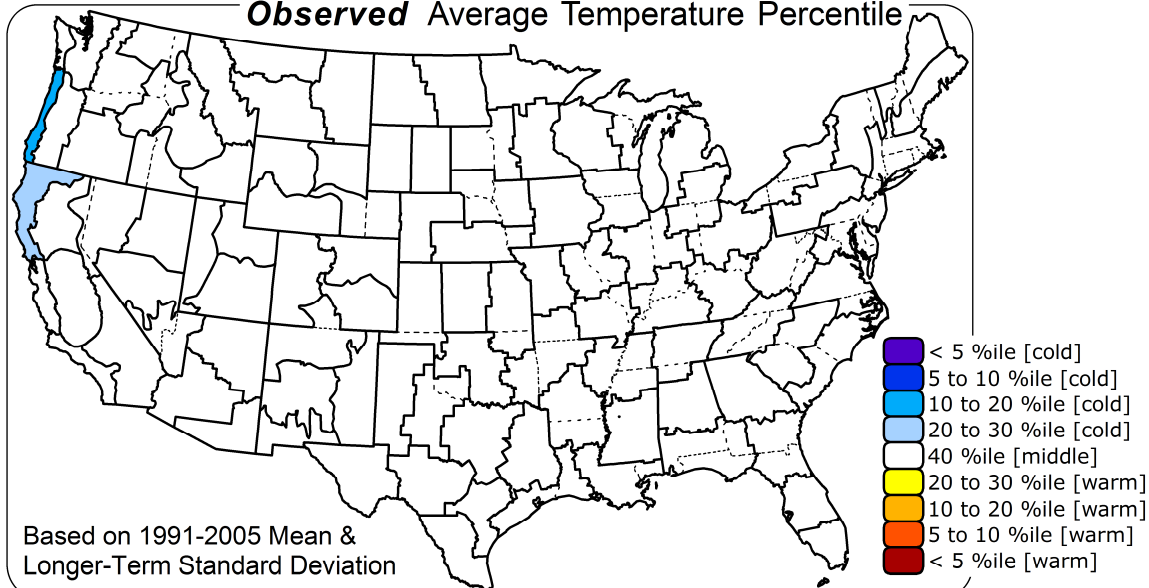 Observed Average Temperature Percentile
< 5 %ile [cold]
5 to 10 %ile [cold]
10 to 20 %ile [cold]
20 to 30 %ile [cold]
40 %ile [middle]
20 to 30 %ile [warm]
10 to 20 %ile [warm]
5 to 10 %ile [warm]
< 5 %ile [warm]
Based on 1991-2005 Mean &
Longer-Term Standard Deviation